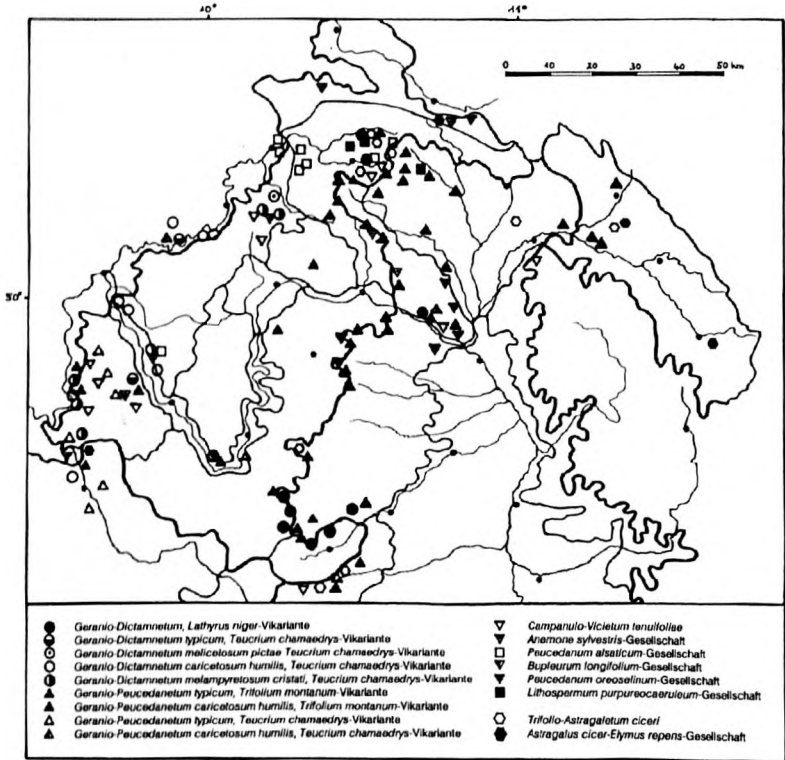 10°
11°
0 10 20 30 40 50 km
50°
Geranio-Dictamnetum, Lathyrus niger-Vikariante
Geranio-Dictamnetum typicum, Teucrium chamaedrys-Vikariante
Geranio-Dictamnetum melicetosum pictae Teucrium chamaedrys-Vikariante
Geranio-Dictamnetum caricetosum humilis, Teucrium chamaedrys-Vikariante
Geranio-Dictamnetum melampyretosum cristati, Teucrium chamaedrys-Vikariante
Geranio-Peucedanetum typicum, Trifolium montanum-Vikariante
Geranio-Peucedanetum caricetosum humilis, Trifolium montanum-Vikariante
Geranio-Peucedanetum typicum, Teucrium chamaedrys-Vikariante
Geranio-Peucedanetum caricetosum humilis, Teucrium chamaedrys-Vikariante
Campanulo-Vicietum tenuifoliae
Anemone sylvestris-Gesellschaft
Peucedanum alsaticum-Gesellschaft
Bupleurum longifolium-Gesellschaft
Peucedanum oreoselinum-Gesellschaft
Lithospermum purpureocaeruleum-Gesellschaft
Trifolio-Astragaletum ciceri
Astragalus cicer-Elymus repens-Gesellschaft